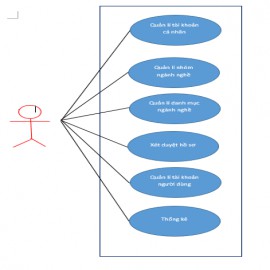 Quản lí tài khoản
cá nhân
Quản lí nhóm
ngành nghề
Quản lí danh mục
ngành nghề
Xét duyệt hồ sơ
Quản lí tài khoản
người dùng
Thống kê